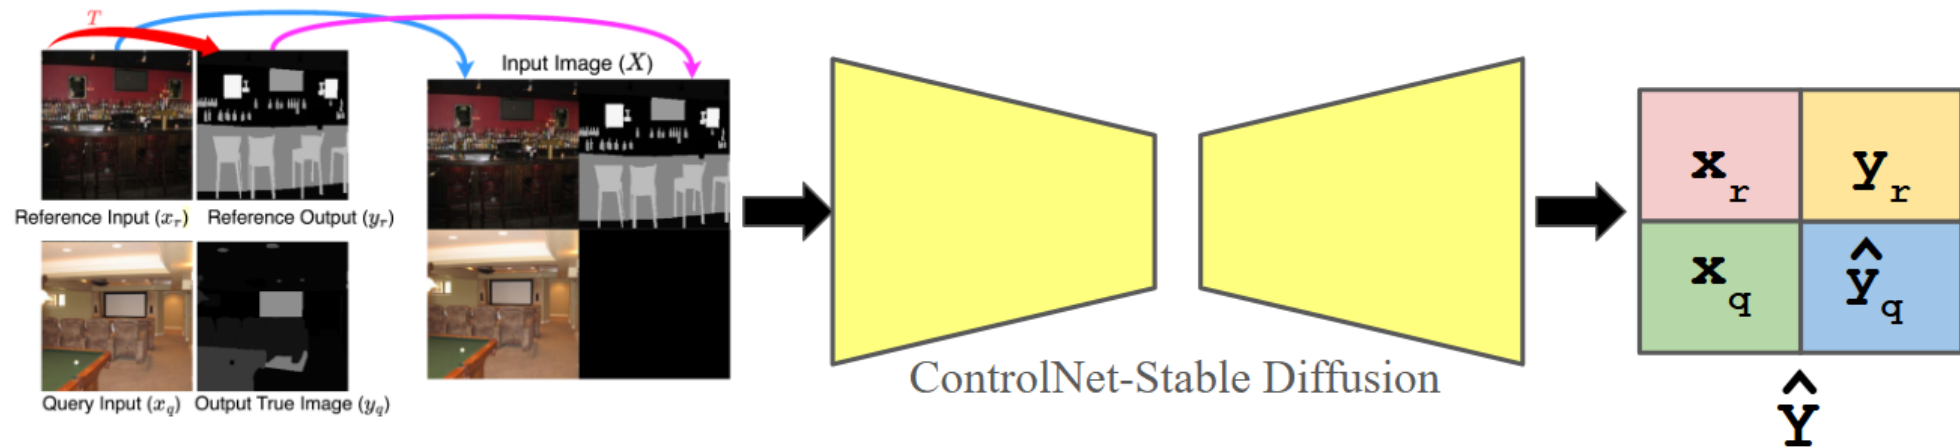 T
Input Image (X)
Reference Input (x_r)
Reference Output (y_r)
Query Input (x_q)
Output True Image (y_q)
ControlNet-Stable Diffusion
x_r
y_r
x_q
ŷ_q
Ŷ